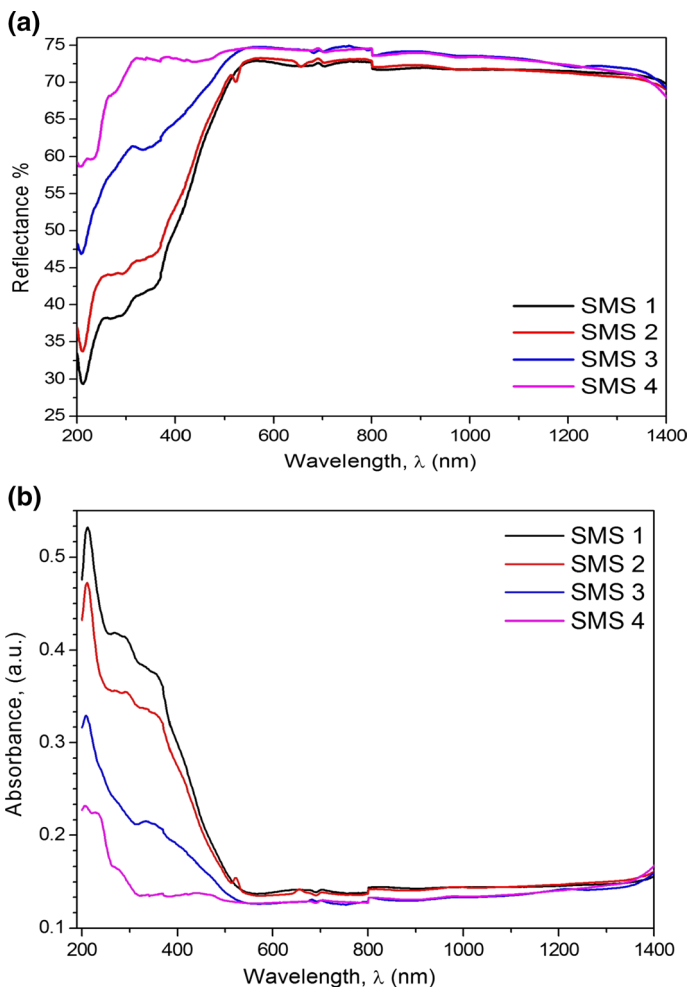 (a)
75
70
65
60
55
50
45
40
35
30
25
Reflectance %
SMS 1
SMS 2
SMS 3
SMS 4
200 400 600 800 1000 1200 1400
Wavelength, λ (nm)
(b)
0.5
0.4
0.3
0.2
0.1
Absorbance, (a.u.)
SMS 1
SMS 2
SMS 3
SMS 4
200 400 600 800 1000 1200 1400
Wavelength, λ (nm)